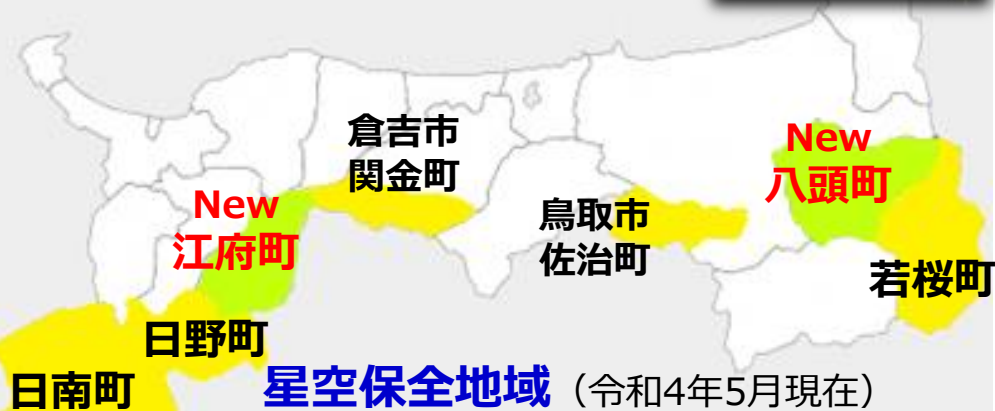 倉吉市
関金町
New
八頭町
New
江府町
鳥取市
佐治町
若桜町
日野町
日南町
星空保全地域（令和4年5月現在）